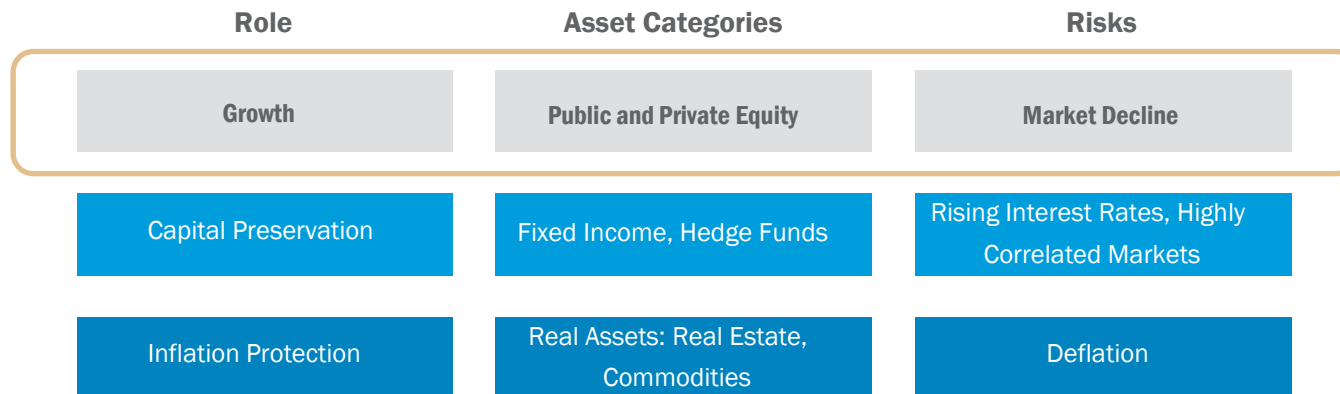 Role Asset Categories Risks
Growth Public and Private Equity Market Decline
Capital Preservation Fixed Income, Hedge Funds Rising Interest Rates, Highly
Correlated Markets
Inflation Protection Real Assets: Real Estate,
Commodities Deflation